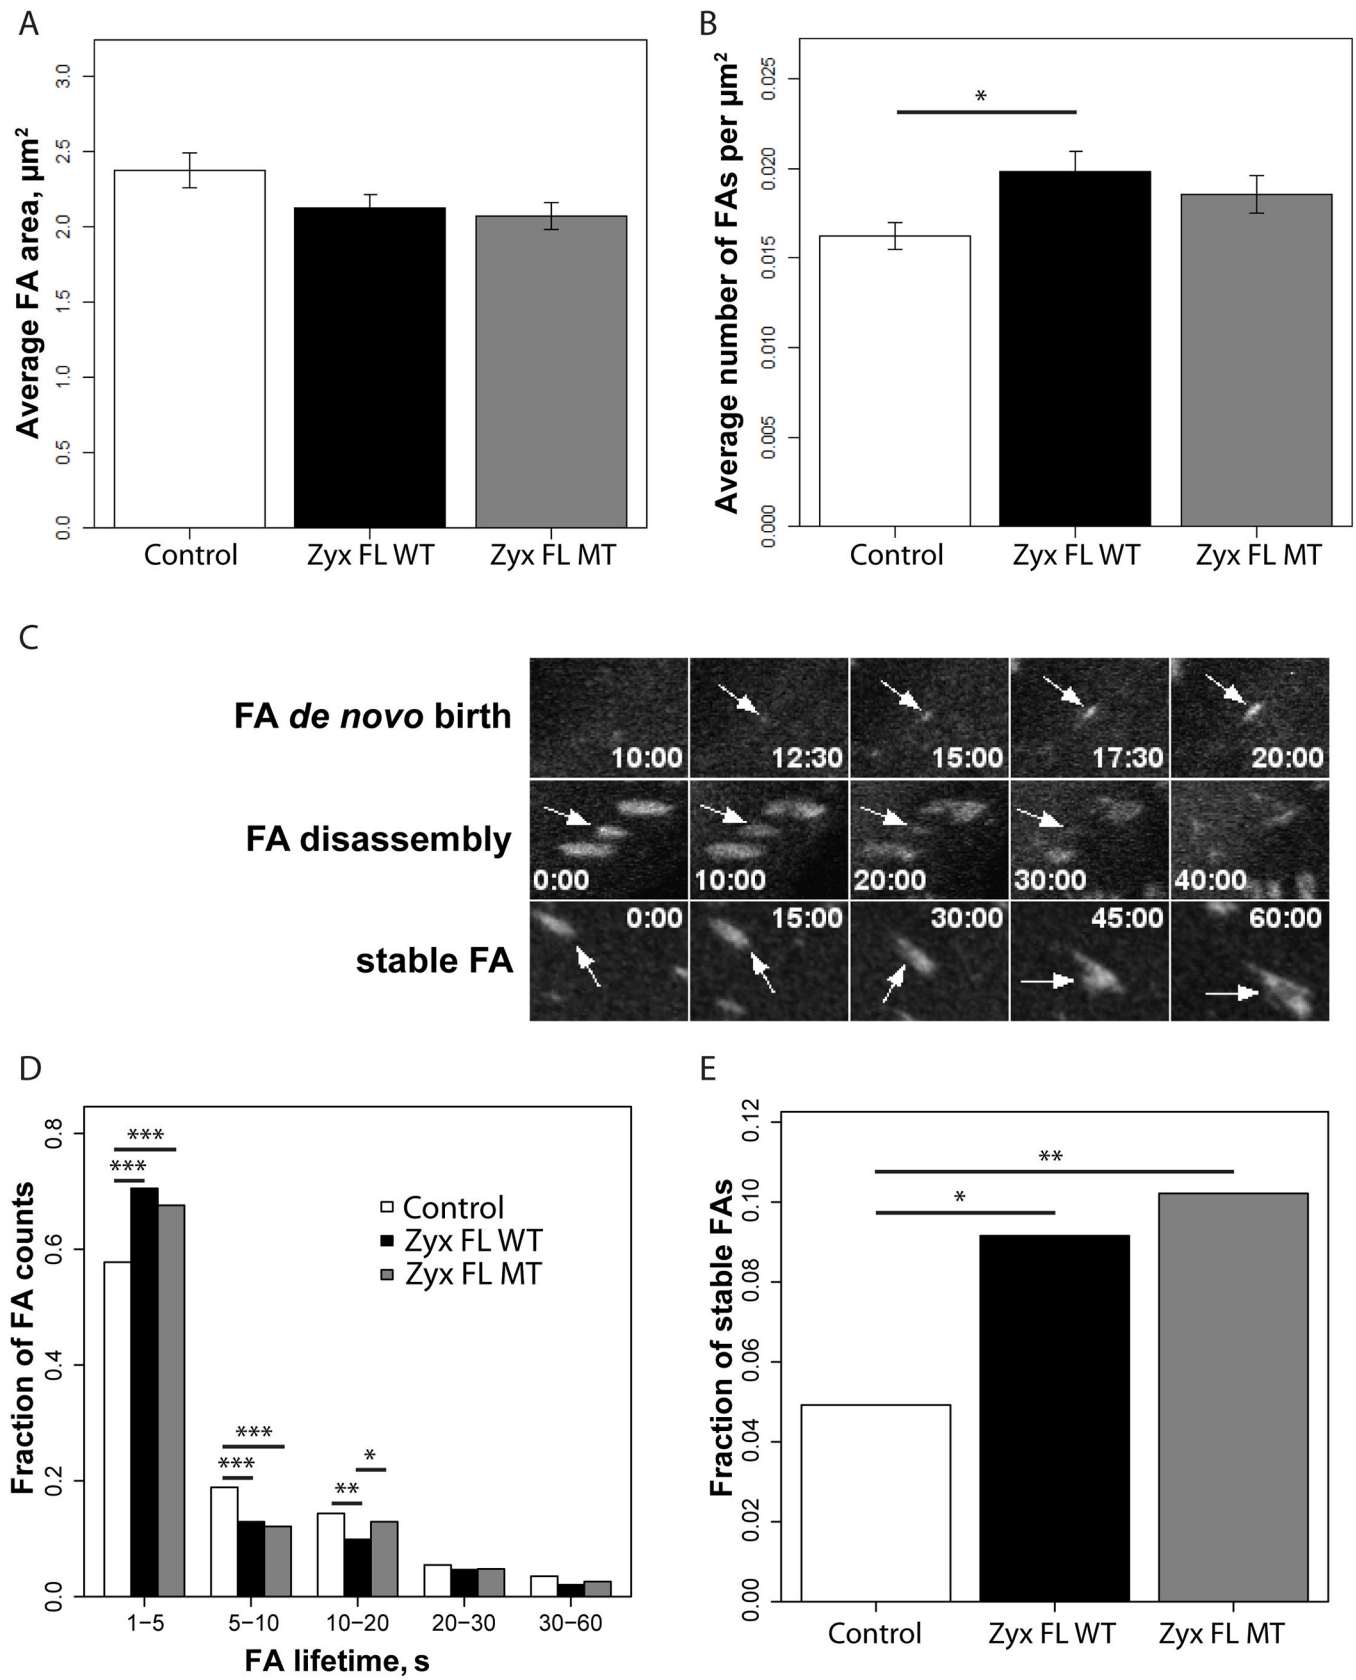 A
Average FA area, µm²
3.0
2.5
2.0
1.5
1.0
0.5
0.0
Control
Zyx FL WT
Zyx FL MT
B
Average number of FAs per µm²
0.025
0.020
0.015
0.010
0.005
0.000
*
Control
Zyx FL WT
Zyx FL MT
C
FA de novo birth
10:00
12:30
15:00
17:30
20:00
FA disassembly
0:00
10:00
20:00
30:00
40:00
stable FA
0:00
15:00
30:00
45:00
60:00
D
Fraction of FA counts
0.8
0.6
0.4
0.2
0.0
***
***
***
***
*
**
Control
Zyx FL WT
Zyx FL MT
1–5
5–10
10–20
20–30
30–60
FA lifetime, s
E
Fraction of stable FAs
0.12
0.10
0.08
0.06
0.04
0.02
0.00
**
*
Control
Zyx FL WT
Zyx FL MT